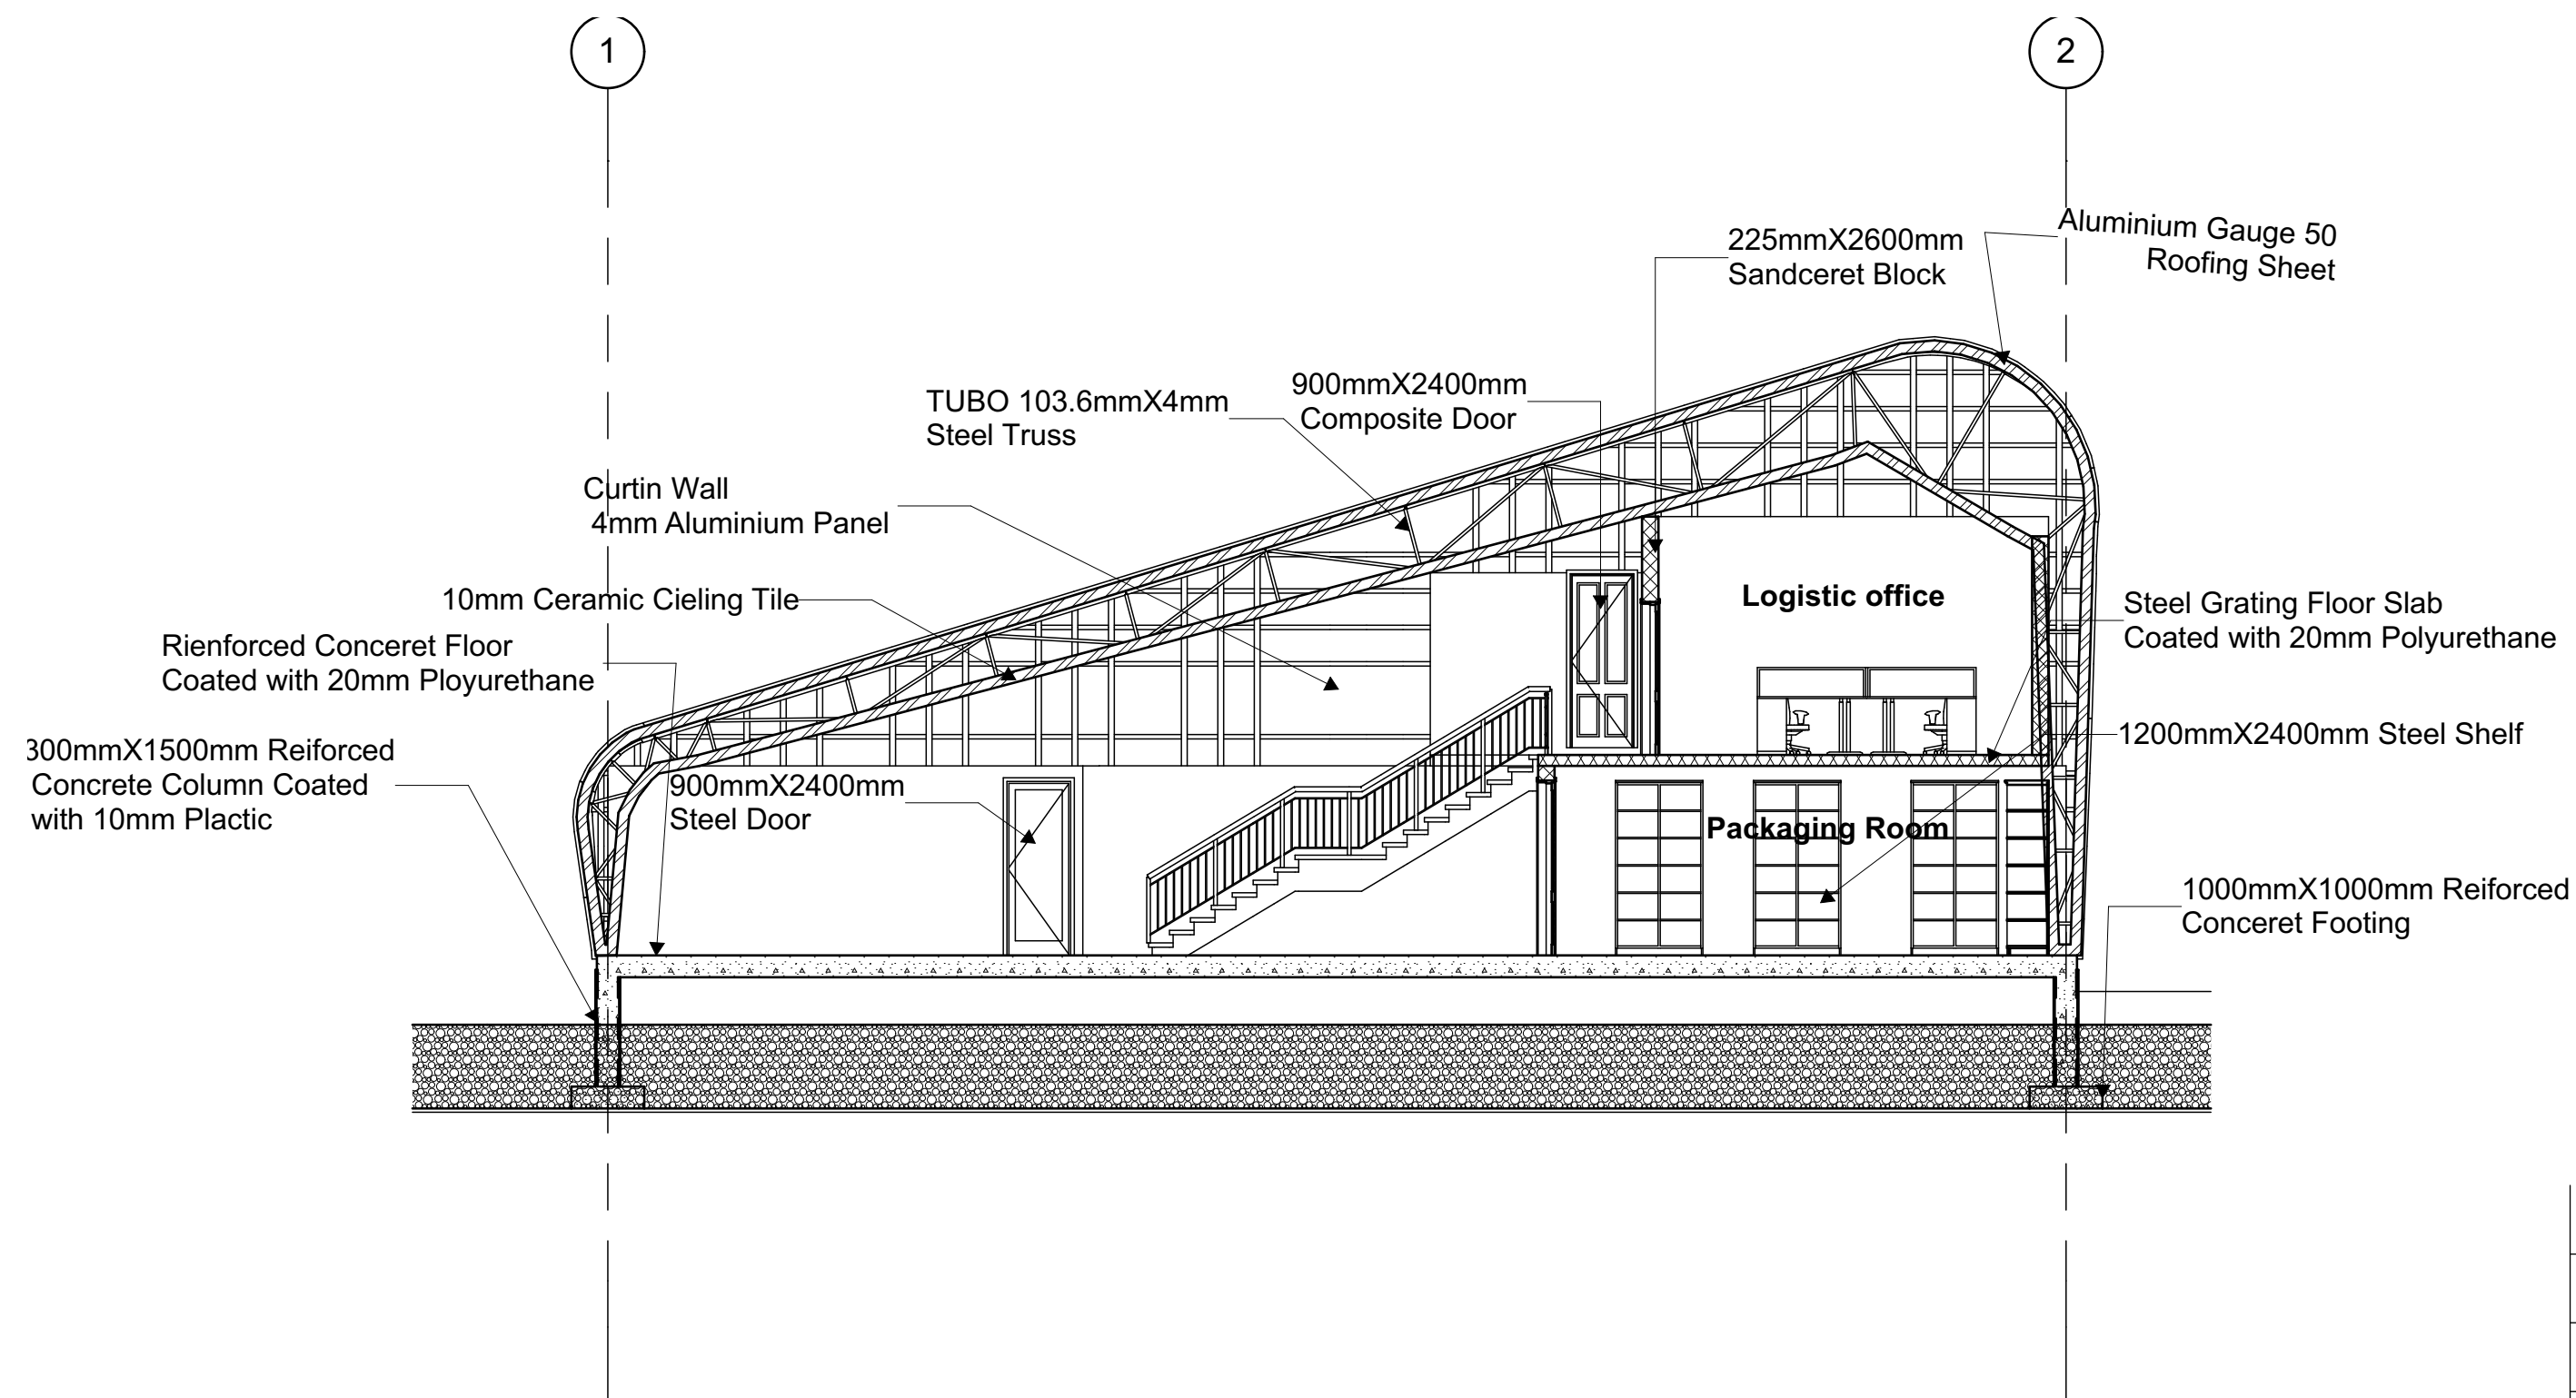 1
2
225mmX2600mm
Sandceret Block
Aluminium Gauge 50
Roofing Sheet
TUBO 103.6mmX4mm
Steel Truss
900mmX2400mm
Composite Door
Curtin Wall
4mm Aluminium Panel
10mm Ceramic Cieling Tile
Logistic office
Steel Grating Floor Slab
Coated with 20mm Polyurethane
Rienforced Conceret Floor
Coated with 20mm Ployurethane
1200mmX2400mm Steel Shelf
300mmX1500mm Reiforced
Concrete Column Coated
with 10mm Plactic
900mmX2400mm
Steel Door
Packaging Room
1000mmX1000mm Reiforced
Conceret Footing